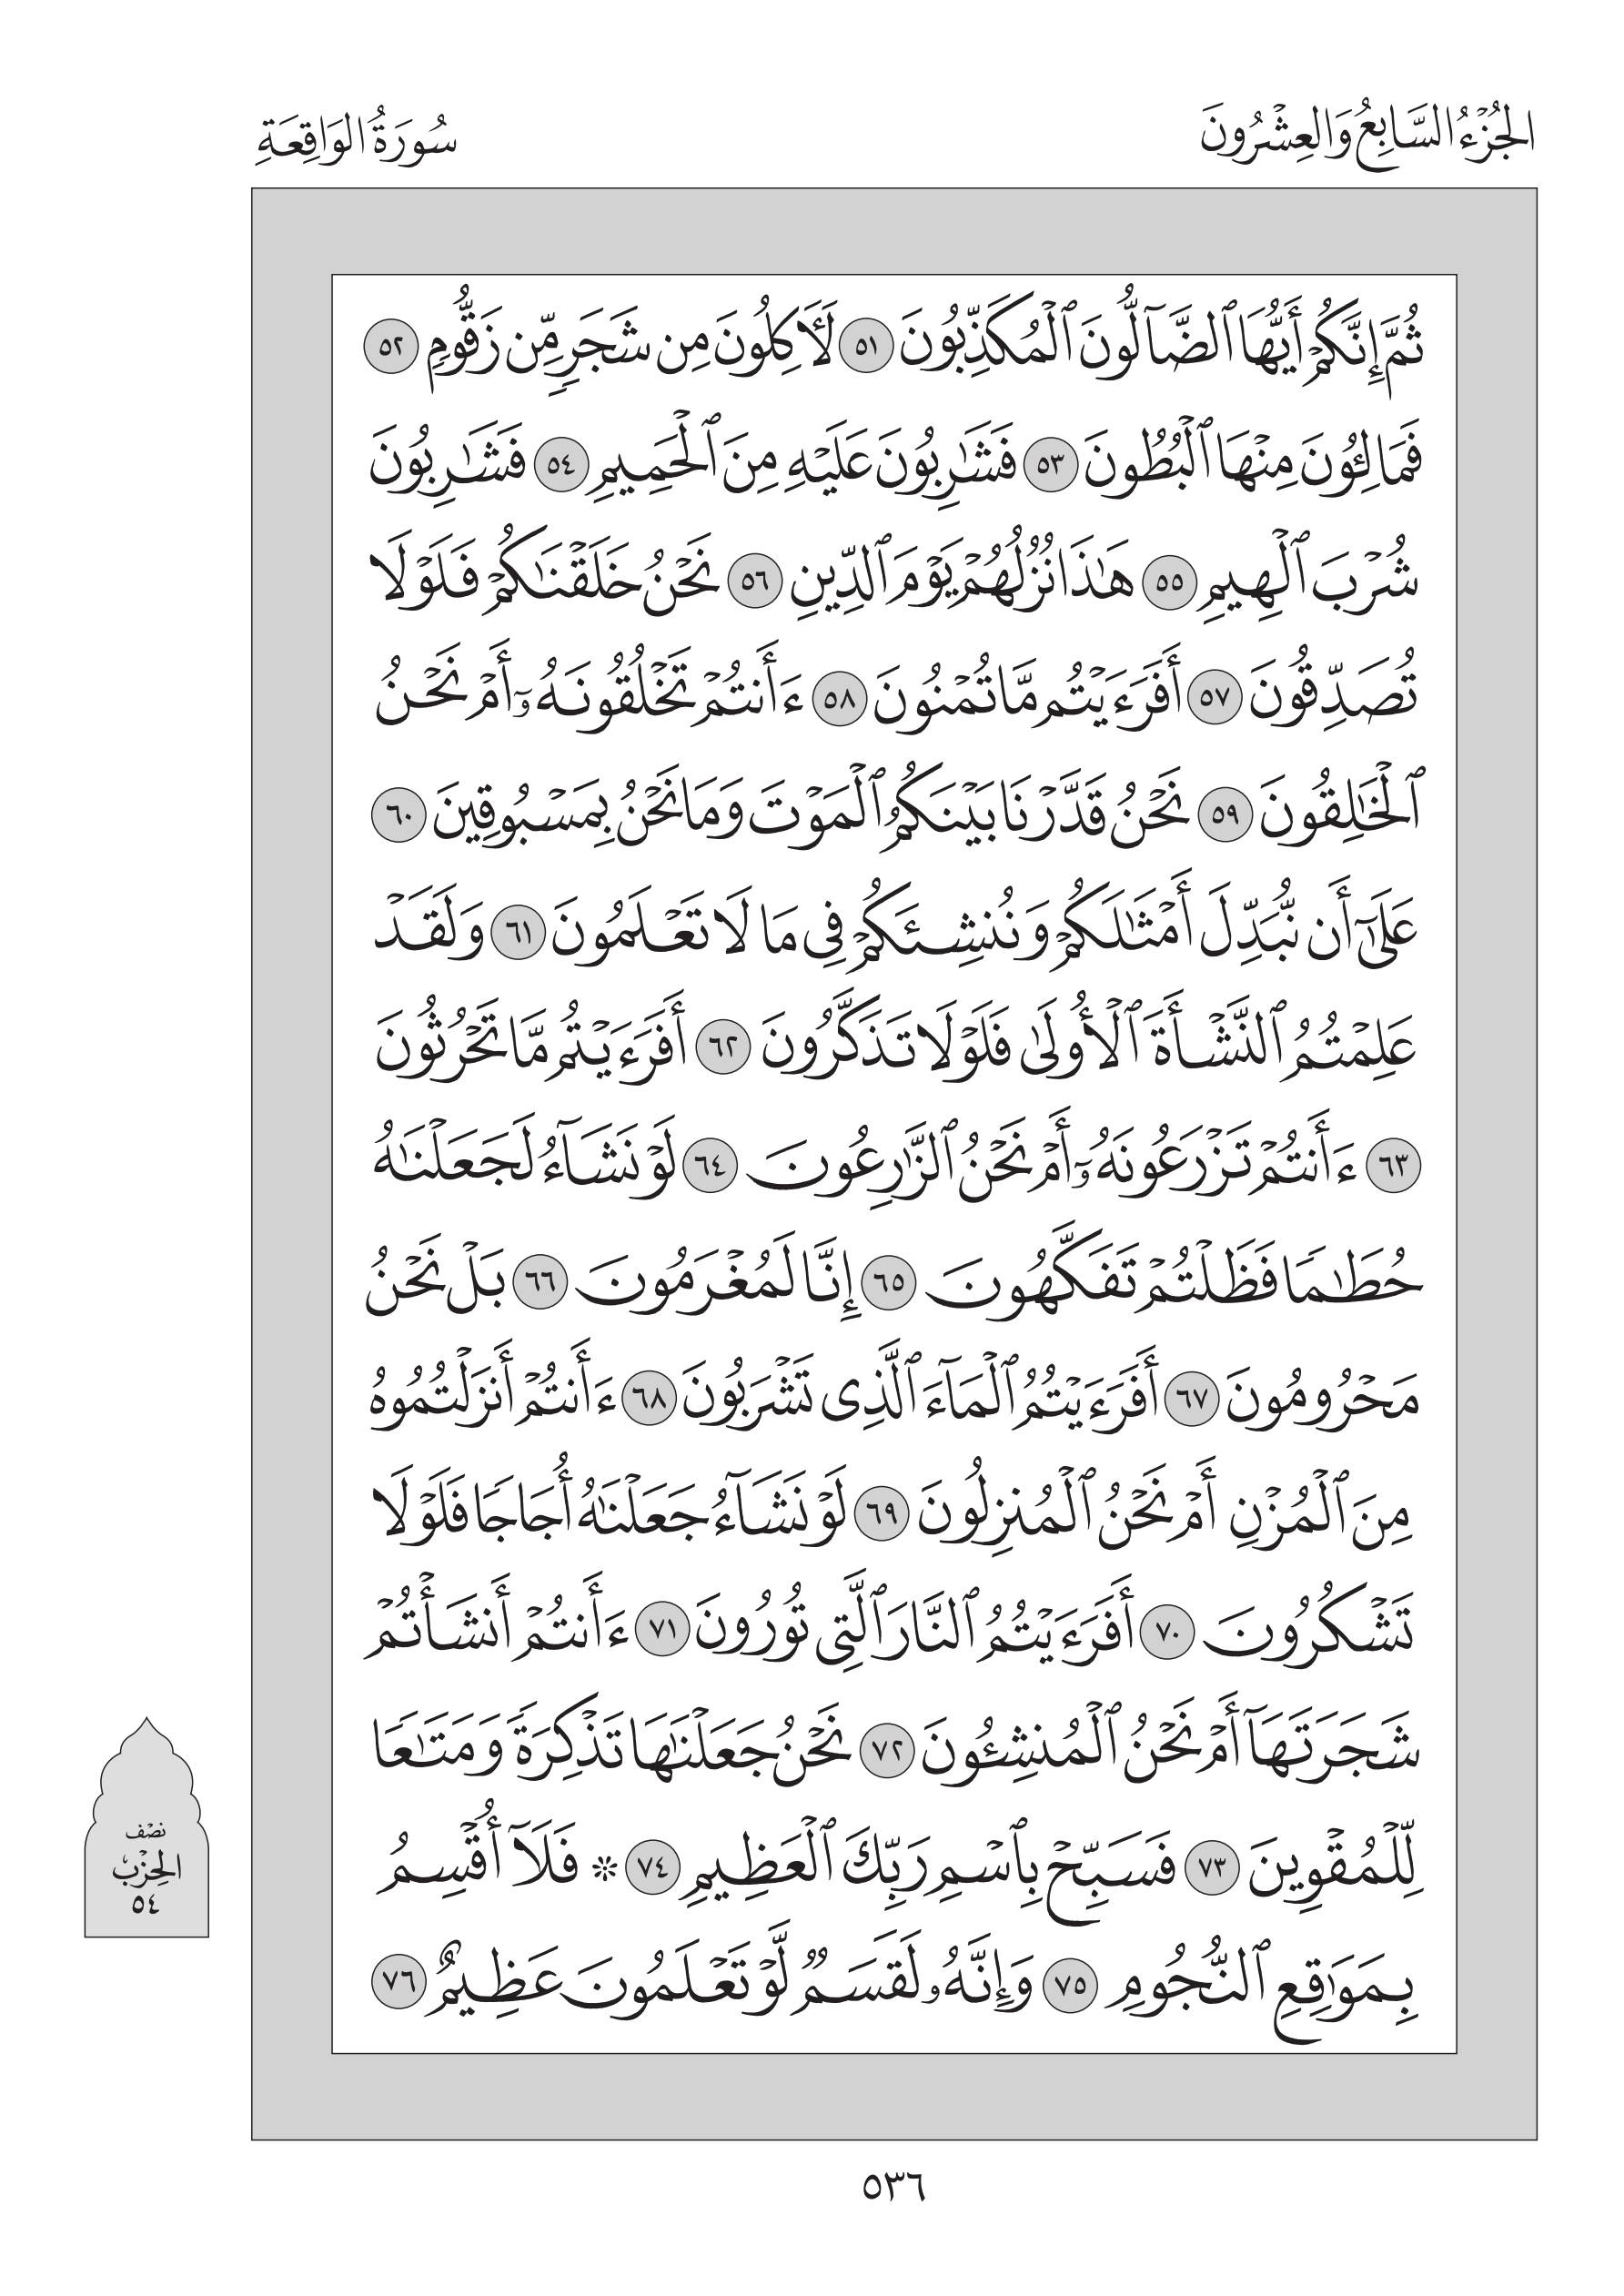 الجُزْءُ السَّابِعُ وَالعِشْرُونَ
سُورَةُ الوَاقِعَةِ
ثُمَّ إِنَّكُمْ أَيُّهَا ٱلضَّآلُّونَ ٱلْمُكَذِّبُونَ ٥١ لَـَٔاكِلُونَ مِن شَجَرٍ مِّن زَقُّومٍ ٥٢
فَمَالِـُٔونَ مِنْهَا ٱلْبُطُونَ ٥٣ فَشَٰرِبُونَ عَلَيْهِ مِنَ ٱلْحَمِيمِ ٥٤ فَشَٰرِبُونَ
شُرْبَ ٱلْهِيمِ ٥٥ هَٰذَا نُزُلُهُمْ يَوْمَ ٱلدِّينِ ٥٦ نَحْنُ خَلَقْنَٰكُمْ فَلَوْلَا
تُصَدِّقُونَ ٥٧ أَفَرَءَيْتُم مَّا تُمْنُونَ ٥٨ ءَأَنتُمْ تَخْلُقُونَهُۥٓ أَمْ نَحْنُ
ٱلْخَٰلِقُونَ ٥٩ نَحْنُ قَدَّرْنَا بَيْنَكُمُ ٱلْمَوْتَ وَمَا نَحْنُ بِمَسْبُوقِينَ ٦٠
عَلَىٰٓ أَن نُّبَدِّلَ أَمْثَٰلَكُمْ وَنُنشِئَكُمْ فِى مَا لَا تَعْلَمُونَ ٦١ وَلَقَدْ
عَلِمْتُمُ ٱلنَّشْأَةَ ٱلْأُولَىٰ فَلَوْلَا تَذَكَّرُونَ ٦٢ أَفَرَءَيْتُم مَّا تَحْرُثُونَ
٦٣ ءَأَنتُمْ تَزْرَعُونَهُۥٓ أَمْ نَحْنُ ٱلزَّٰرِعُونَ ٦٤ لَوْ نَشَآءُ لَجَعَلْنَٰهُ
حُطَٰمًا فَظَلْتُمْ تَفَكَّهُونَ ٦٥ إِنَّا لَمُغْرَمُونَ ٦٦ بَلْ نَحْنُ
مَحْرُومُونَ ٦٧ أَفَرَءَيْتُمُ ٱلْمَآءَ ٱلَّذِى تَشْرَبُونَ ٦٨ ءَأَنتُمْ أَنزَلْتُمُوهُ
مِنَ ٱلْمُزْنِ أَمْ نَحْنُ ٱلْمُنزِلُونَ ٦٩ لَوْ نَشَآءُ جَعَلْنَٰهُ أُجَاجًا فَلَوْلَا
تَشْكُرُونَ ٧٠ أَفَرَءَيْتُمُ ٱلنَّارَ ٱلَّتِى تُورُونَ ٧١ ءَأَنتُمْ أَنشَأْتُمْ
شَجَرَتَهَآ أَمْ نَحْنُ ٱلْمُنشِـُٔونَ ٧٢ نَحْنُ جَعَلْنَٰهَا تَذْكِرَةً وَمَتَٰعًا
لِّلْمُقْوِينَ ٧٣ فَسَبِّحْ بِٱسْمِ رَبِّكَ ٱلْعَظِيمِ ٧٤ ۞ فَلَآ أُقْسِمُ
بِمَوَٰقِعِ ٱلنُّجُومِ ٧٥ وَإِنَّهُۥ لَقَسَمٌ لَّوْ تَعْلَمُونَ عَظِيمٌ ٧٦
نصْف
الحِزْب
٥٤
٥٣٦